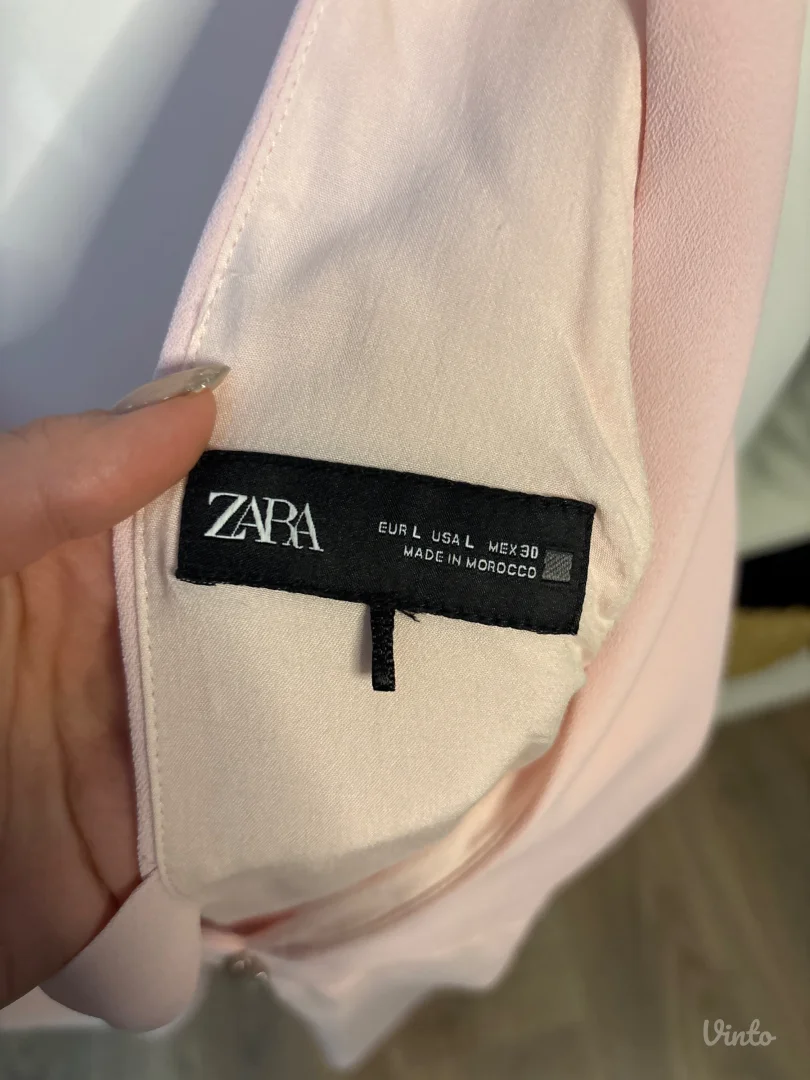 ZARA
EUR L USA L MEX 30
MADE IN MOROCCO
Vinto